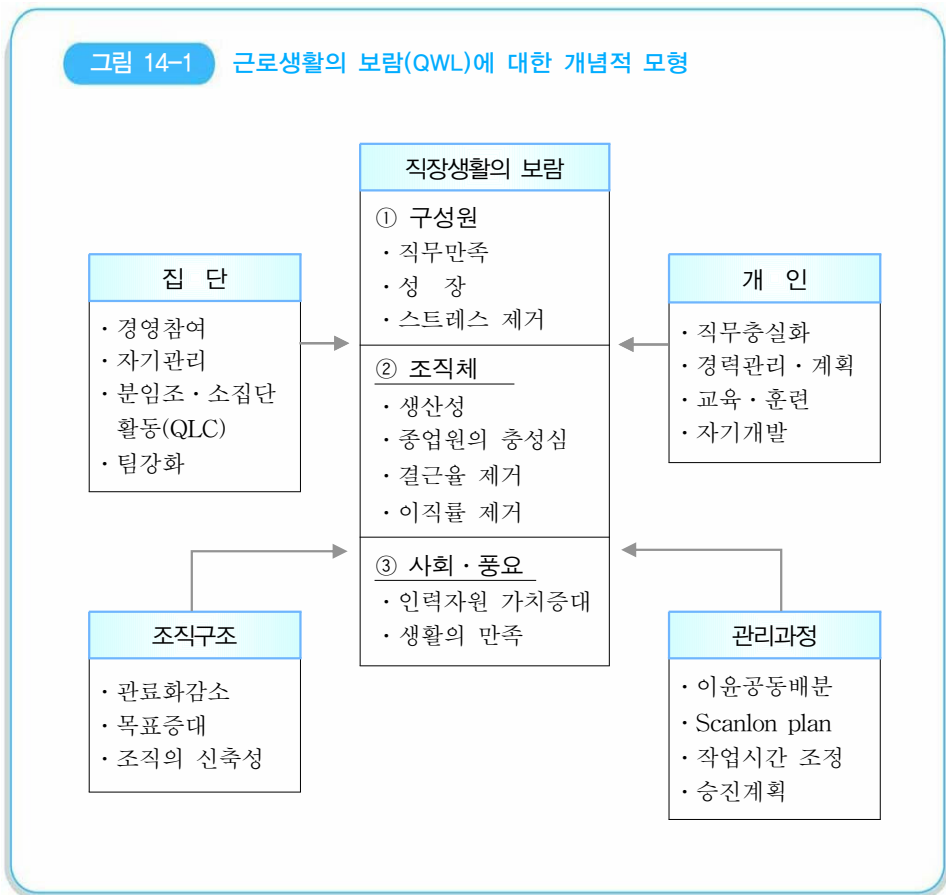 그림 14-1 근로생활의 보람(QWL)에 대한 개념적 모형
직장생활의 보람
① 구성원
· 직무만족
· 성 장
· 스트레스 제거
② 조직체
· 생산성
· 종업원의 충성심
· 결근율 제거
· 이직률 제거
③ 사회 · 풍요
· 인력자원 가치증대
· 생활의 만족
집 단
· 경영참여
· 자기관리
· 분임조 · 소집단
활동(QLC)
· 팀강화
개 인
· 직무충실화
· 경력관리 · 계획
· 교육 · 훈련
· 자기개발
조직구조
· 관료화감소
· 목표증대
· 조직의 신축성
관리과정
· 이윤공동배분
· Scanlon plan
· 작업시간 조정
· 승진계획